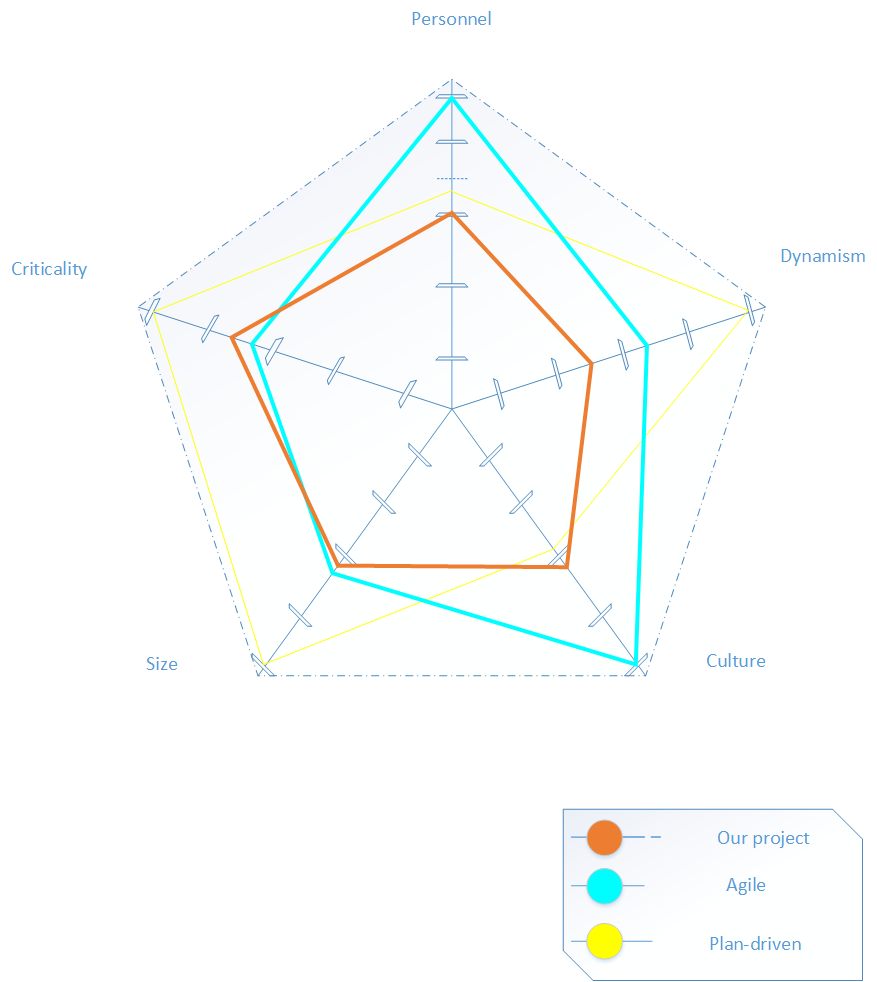 Personnel
Dynamism
Criticality
Culture
Size
Our project
Agile
Plan-driven